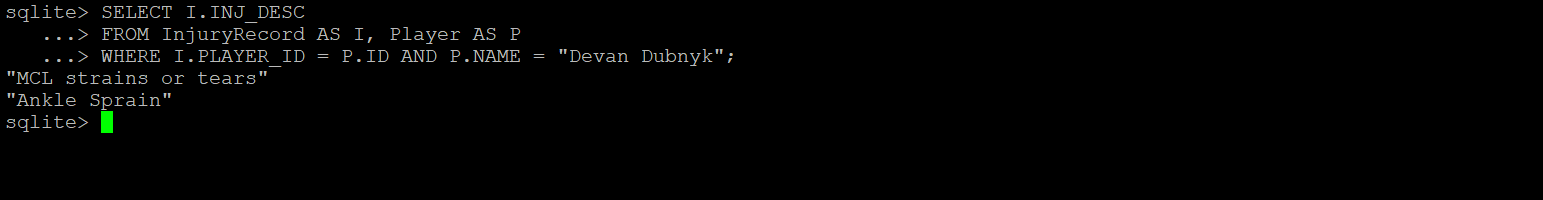 sqlite> SELECT I.INJ_DESC
...> FROM InjuryRecord AS I, Player AS P
...> WHERE I.PLAYER_ID = P.ID AND P.NAME = "Devan Dubnyk";
"MCL strains or tears"
"Ankle Sprain"
sqlite>